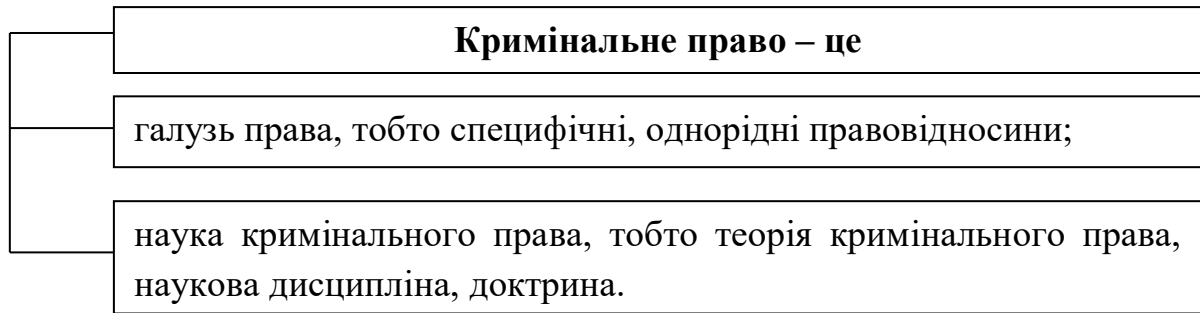 Кримінальне право – це
галузь права, тобто специфічні, однорідні правовідносини;
наука кримінального права, тобто теорія кримінального права,
наукова дисципліна, доктрина.